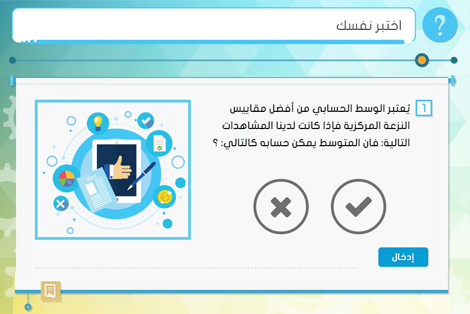 اختبر نفسك
٦ يُعتبر الوسط الحسابي من أفضل مقاييس
النزعة المركزية فإذا كانت لدينا المشاهدات
التالية: فان المتوسط يمكن حسابه كالتالي: ؟
إدخال